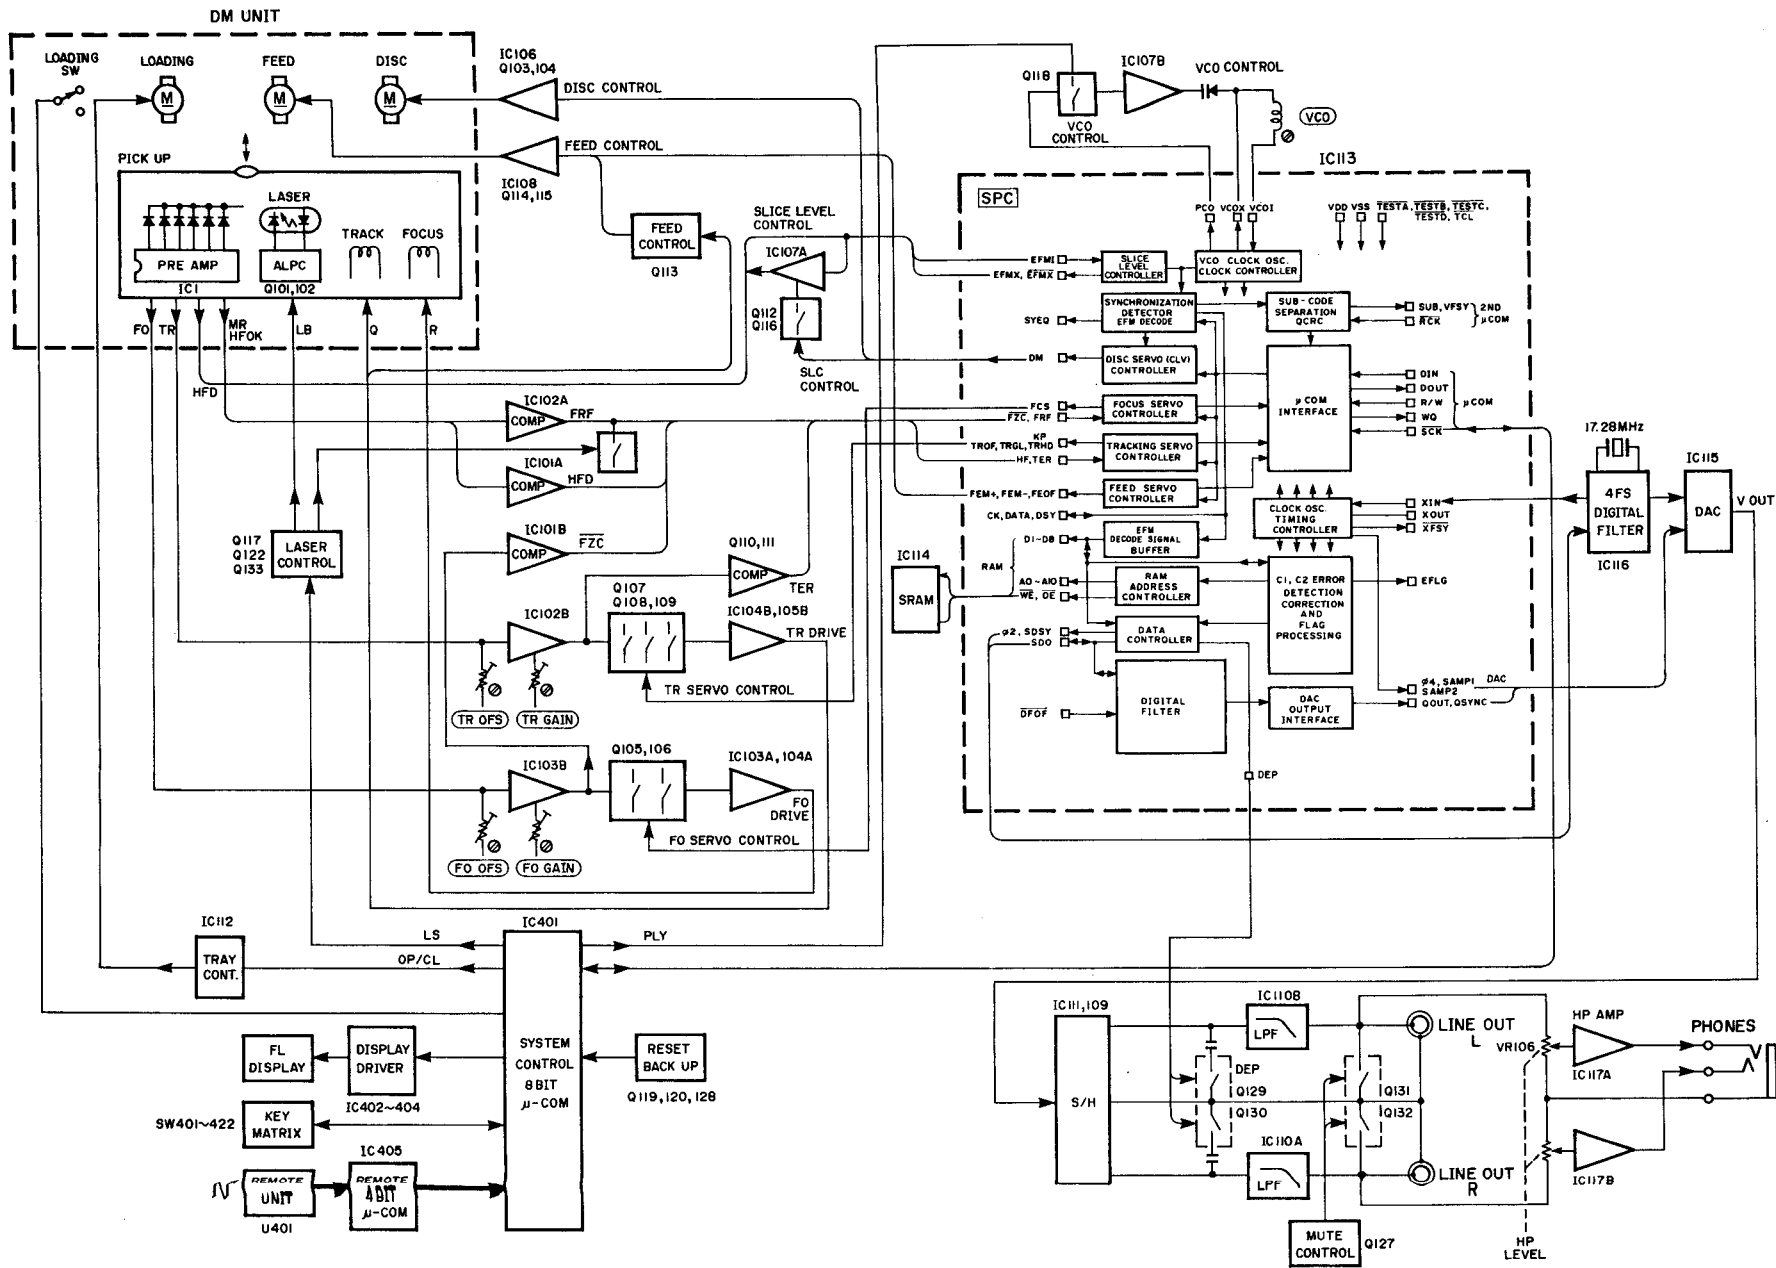 DM UNIT
LOADING
SW
LOADING
FEED
DISC
M
M
M
IC106
Q103,104
DISC CONTROL
FEED CONTROL
IC108
Q114,115
PICK UP
LASER
TRACK
FOCUS
PRE AMP
ALPC
IC1
Q101,102
FO
TR
MR
HFOK
LB
Q
R
HFD
FEED
CONTROL
Q113
SLICE LEVEL
CONTROL
IC107A
Q112
Q116
SLC
CONTROL
Q118
VCO
CONTROL
IC107B
VCO CONTROL
VCO
IC113
SPC
PCO
VCOX
VCOI
VDD
VSS
TESTA, TESTB, TESTC,
TESTD, TCL
EFMI
EFMX, EFMX
SLICE
LEVEL
CONTROLLER
VCO CLOCK OSC.
CLOCK CONTROLLER
SYNCHRONIZATION
DETECTOR
EFM DECODE
SUB-CODE
SEPARATION
QCRC
SUB, VFSY
RCK
2ND
μCOM
SYEQ
DM
DISC SERVO (CLV)
CONTROLLER
μCOM
INTERFACE
DIN
DOUT
R/W
WQ
SCK
μCOM
FCS
FZC, FRF
FOCUS SERVO
CONTROLLER
KP
TROF, TRGL, TRHD
HF, TER
TRACKING SERVO
CONTROLLER
FEM+, FEM-, FEOF
FEED SERVO
CONTROLLER
CK, DATA, DSY
CLOCK OSC.
TIMING
CONTROLLER
XIN
XOUT
XFSY
D1~D8
EFM
DECODE SIGNAL
BUFFER
RAM
A0~A10
WE, OE
RAM
ADDRESS
CONTROLLER
C1, C2 ERROR
DETECTION
CORRECTION
AND
FLAG
PROCESSING
EFLG
IC114
SRAM
ø2, SDSY
SDO
DATA
CONTROLLER
DFOF
DIGITAL
FILTER
DAC
OUTPUT
INTERFACE
ø4, SAMP1
SAMP2
QOUT, QSYNC
DAC
DEP
17.28MHz
4FS
DIGITAL
FILTER
IC116
IC115
DAC
V OUT
IC102A
COMP
FRF
IC101A
COMP
HFD
IC101B
COMP
FZC
Q117
Q122
Q133
LASER
CONTROL
Q110,111
COMP
TER
IC102B
Q107
Q108,109
IC104B,105B
TR DRIVE
TR SERVO CONTROL
TR OFS
TR GAIN
IC103B
Q105,106
IC103A,104A
FO
DRIVE
FO SERVO CONTROL
FO OFS
FO GAIN
IC112
TRAY
CONT.
LS
OP/CL
IC401
PLY
SYSTEM
CONTROL
8BIT
μ-COM
FL
DISPLAY
DISPLAY
DRIVER
IC402~404
RESET
BACK UP
Q119,120,128
SW401~422
KEY
MATRIX
IC405
REMOTE
UNIT
U401
REMOTE
4BIT
μ-COM
IC111,109
S/H
IC110B
LPF
DEP
Q129
Q130
Q131
Q132
IC110A
LPF
LINE OUT
L
LINE OUT
R
MUTE
CONTROL
Q127
VR106
HP AMP
IC117A
IC117B
HP
LEVEL
PHONES